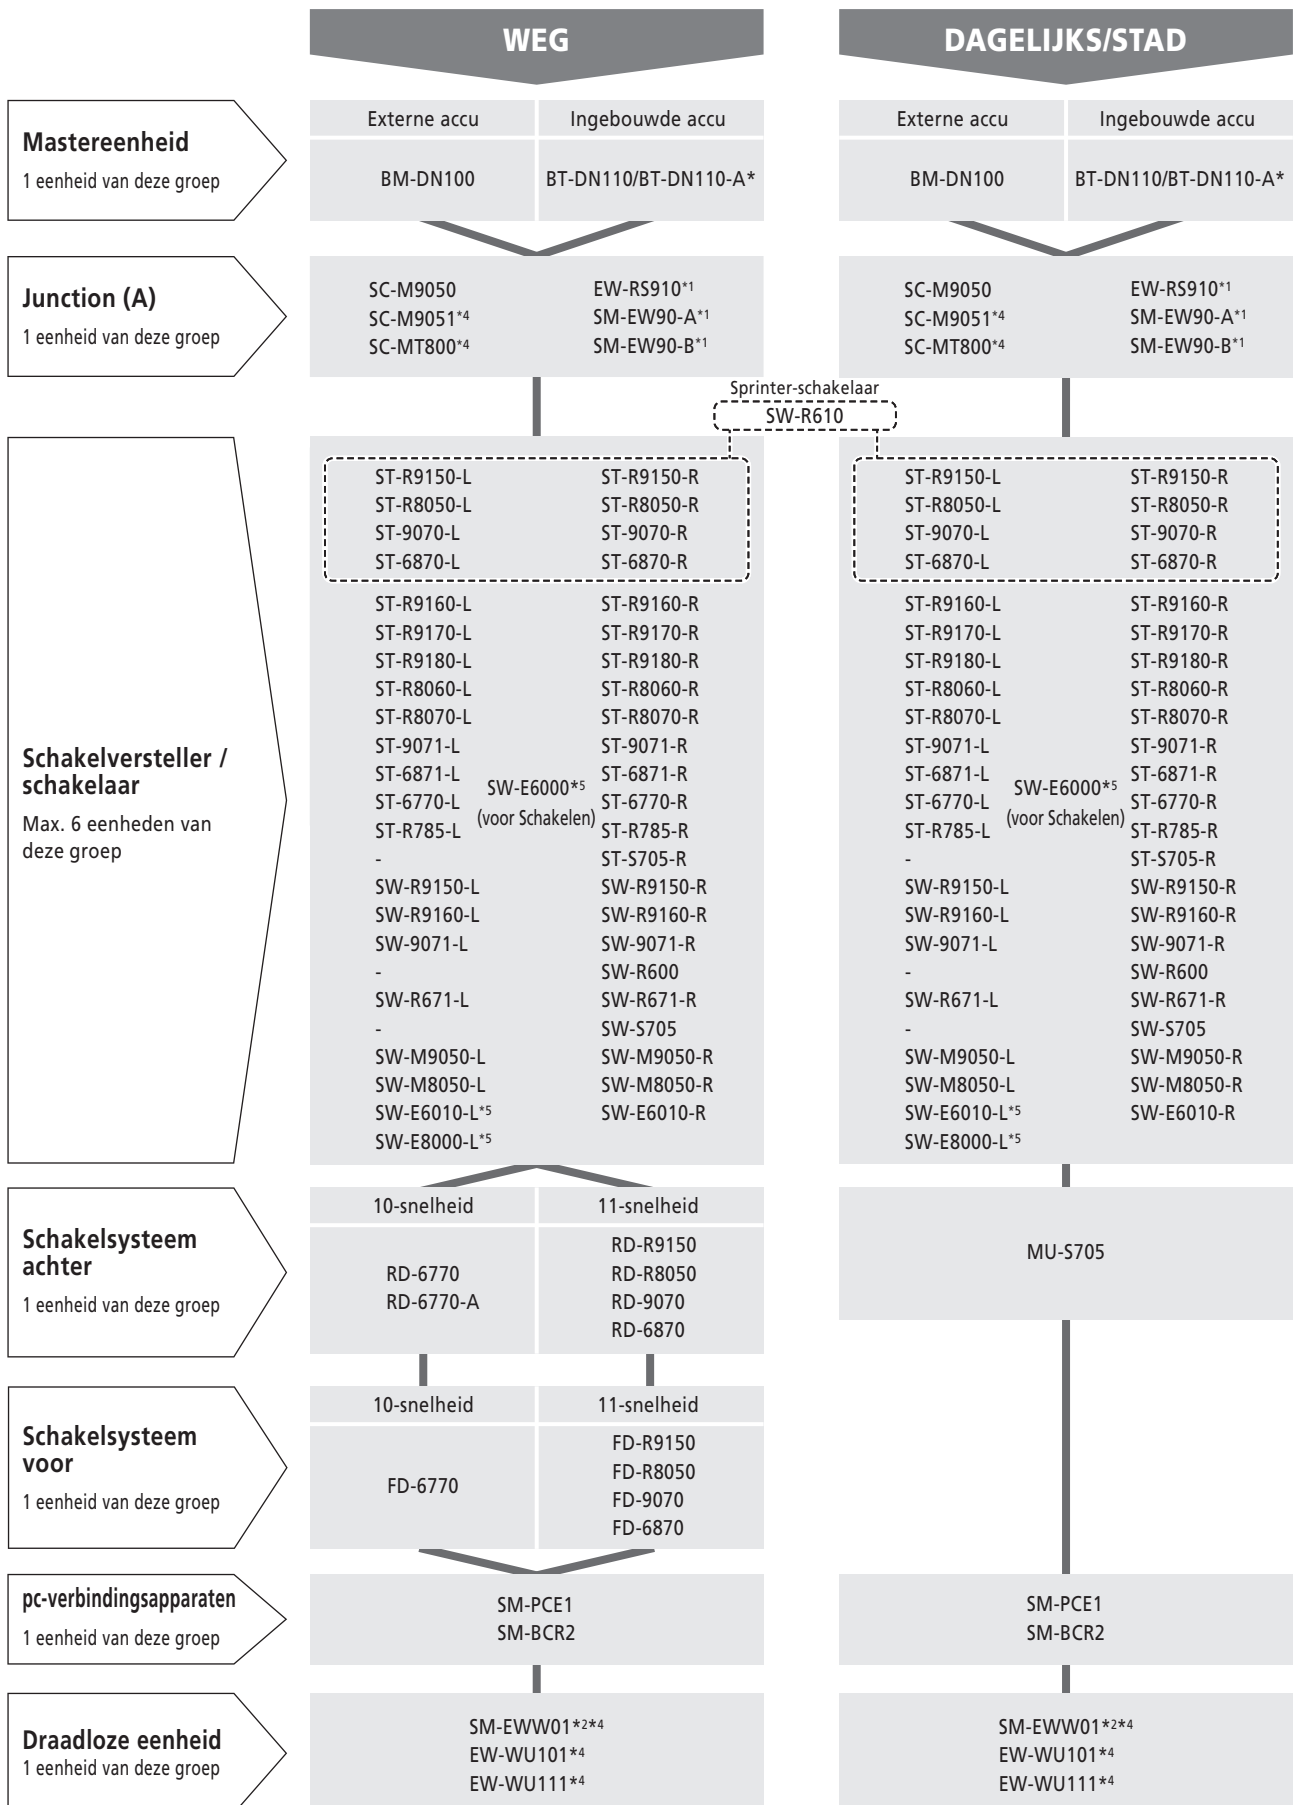 WEG
DAGELIJKS/STAD
Mastereenheid
1 eenheid van deze groep
Externe accu
Ingebouwde accu
BM-DN100
BT-DN110/BT-DN110-A*
Externe accu
Ingebouwde accu
BM-DN100
BT-DN110/BT-DN110-A*
Junction (A)
1 eenheid van deze groep
SC-M9050
SC-M9051*4
SC-MT800*4
EW-RS910*1
SM-EW90-A*1
SM-EW90-B*1
SC-M9050
SC-M9051*4
SC-MT800*4
EW-RS910*1
SM-EW90-A*1
SM-EW90-B*1
Sprinter-schakelaar
SW-R610
Schakelversteller /
schakelaar
Max. 6 eenheden van
deze groep
ST-R9150-L
ST-R8050-L
ST-9070-L
ST-6870-L
ST-R9160-L
ST-R9170-L
ST-R9180-L
ST-R8060-L
ST-R8070-L
ST-9071-L
ST-6871-L
ST-6770-L
ST-R785-L
-
SW-R9150-L
SW-R9160-L
SW-9071-L
-
SW-R671-L
-
SW-M9050-L
SW-M8050-L
SW-E6010-L*5
SW-E8000-L*5
SW-E6000*5
(voor Schakelen)
ST-R9150-R
ST-R8050-R
ST-9070-R
ST-6870-R
ST-R9160-R
ST-R9170-R
ST-R9180-R
ST-R8060-R
ST-R8070-R
ST-9071-R
ST-6871-R
ST-6770-R
ST-R785-R
ST-S705-R
SW-R9150-R
SW-R9160-R
SW-9071-R
SW-R600
SW-R671-R
SW-S705
SW-M9050-R
SW-M8050-R
SW-E6010-R
ST-R9150-L
ST-R8050-L
ST-9070-L
ST-6870-L
ST-R9160-L
ST-R9170-L
ST-R9180-L
ST-R8060-L
ST-R8070-L
ST-9071-L
ST-6871-L
ST-6770-L
ST-R785-L
-
SW-R9150-L
SW-R9160-L
SW-9071-L
-
SW-R671-L
-
SW-M9050-L
SW-M8050-L
SW-E6010-L*5
SW-E8000-L*5
SW-E6000*5
(voor Schakelen)
ST-R9150-R
ST-R8050-R
ST-9070-R
ST-6870-R
ST-R9160-R
ST-R9170-R
ST-R9180-R
ST-R8060-R
ST-R8070-R
ST-9071-R
ST-6871-R
ST-6770-R
ST-R785-R
ST-S705-R
SW-R9150-R
SW-R9160-R
SW-9071-R
SW-R600
SW-R671-R
SW-S705
SW-M9050-R
SW-M8050-R
SW-E6010-R
Schakelsysteem
achter
1 eenheid van deze groep
10-snelheid
11-snelheid
RD-6770
RD-6770-A
RD-R9150
RD-R8050
RD-9070
RD-6870
MU-S705
Schakelsysteem
voor
1 eenheid van deze groep
10-snelheid
11-snelheid
FD-6770
FD-R9150
FD-R8050
FD-9070
FD-6870
pc-verbindingsapparaten
1 eenheid van deze groep
SM-PCE1
SM-BCR2
SM-PCE1
SM-BCR2
Draadloze eenheid
1 eenheid van deze groep
SM-EWW01*2*4
EW-WU101*4
EW-WU111*4
SM-EWW01*2*4
EW-WU101*4
EW-WU111*4